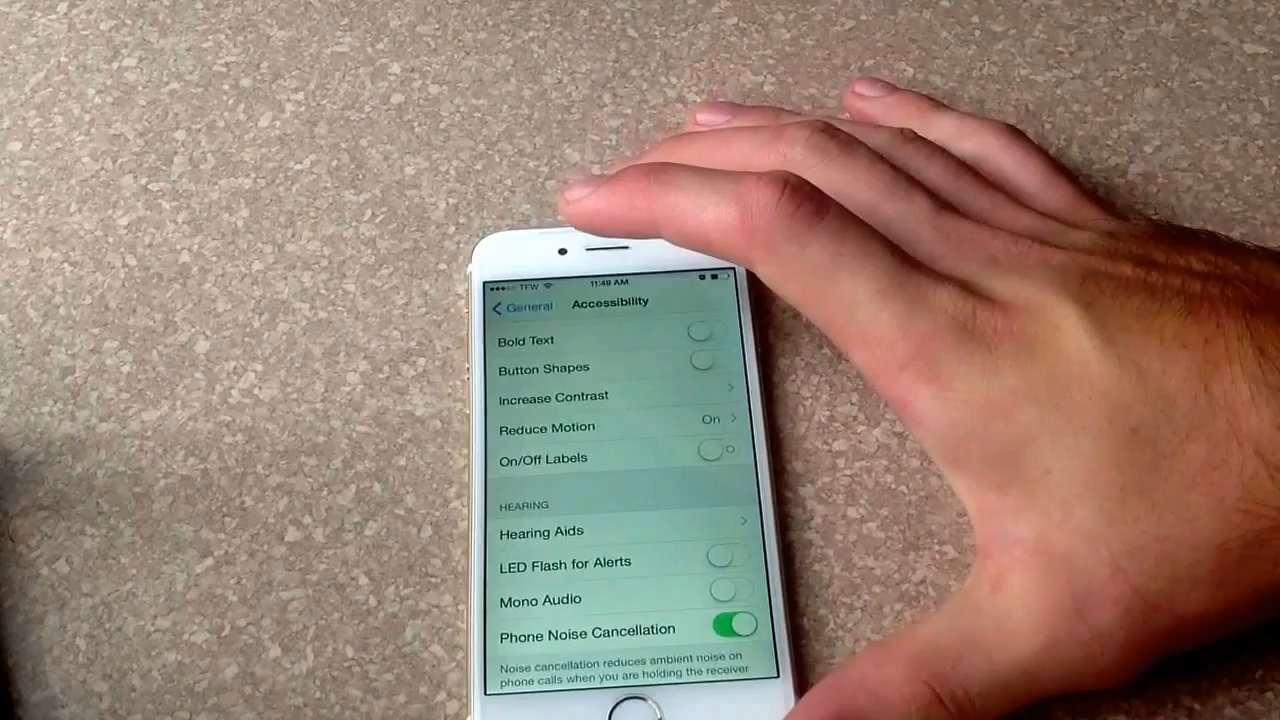 TFW 11:49 AM
General Accessibility
Bold Text
Button Shapes
Increase Contrast
Reduce Motion On
On/Off Labels
HEARING
Hearing Aids
LED Flash for Alerts
Mono Audio
Phone Noise Cancellation
Noise cancellation reduces ambient noise on
phone calls when you are holding the receiver